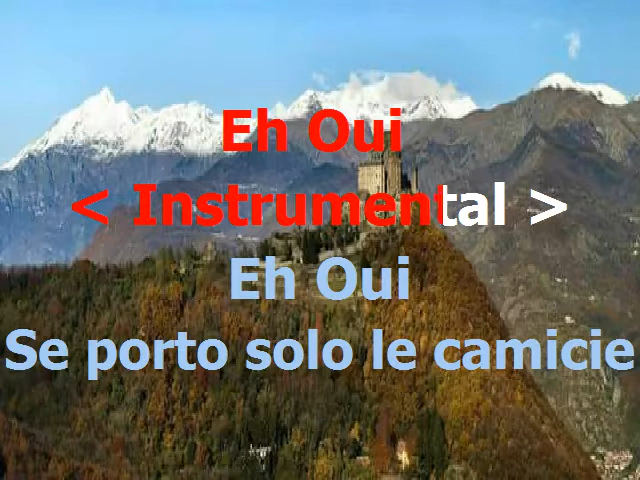 Eh Oui
< Instrumental >
Eh Oui
Se porto solo le camicie